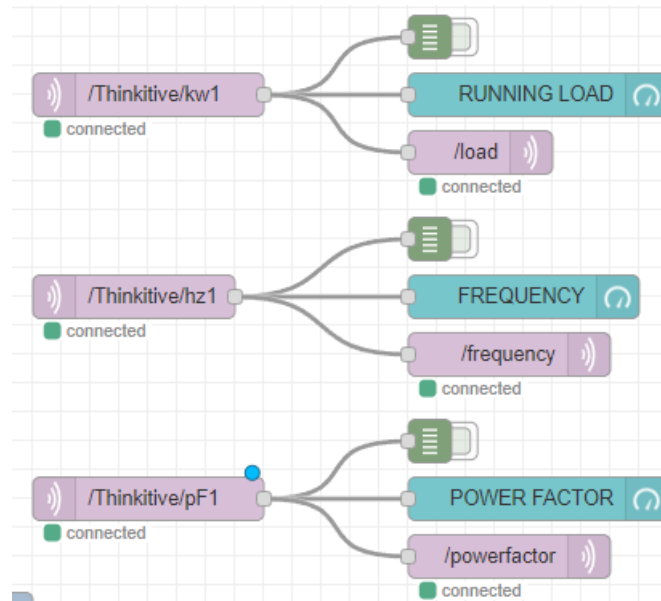 /Thinkitive/kw1
connected
RUNNING LOAD
/load
connected
/Thinkitive/hz1
connected
FREQUENCY
/frequency
connected
/Thinkitive/pF1
connected
POWER FACTOR
/powerfactor
connected